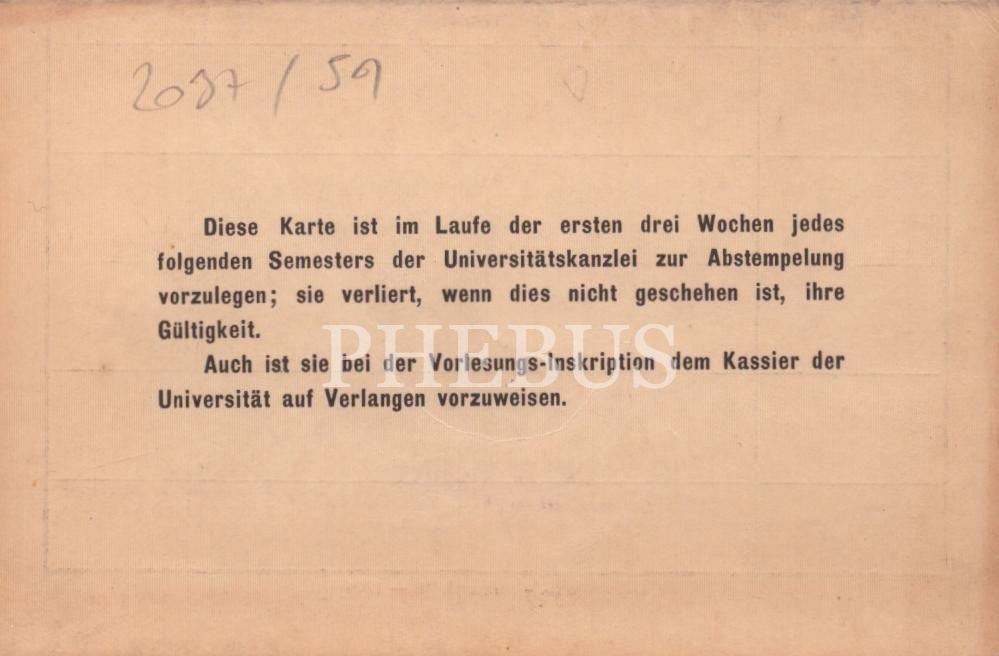 2097 / 59
Diese Karte ist im Laufe der ersten drei Wochen jedes
folgenden Semesters der Universitätskanzlei zur Abstempelung
vorzulegen; sie verliert, wenn dies nicht geschehen ist, ihre
Gültigkeit.
PHEBUS
Auch ist sie bei der Vorlesungs-Inskription dem Kassier der
Universität auf Verlangen vorzuweisen.